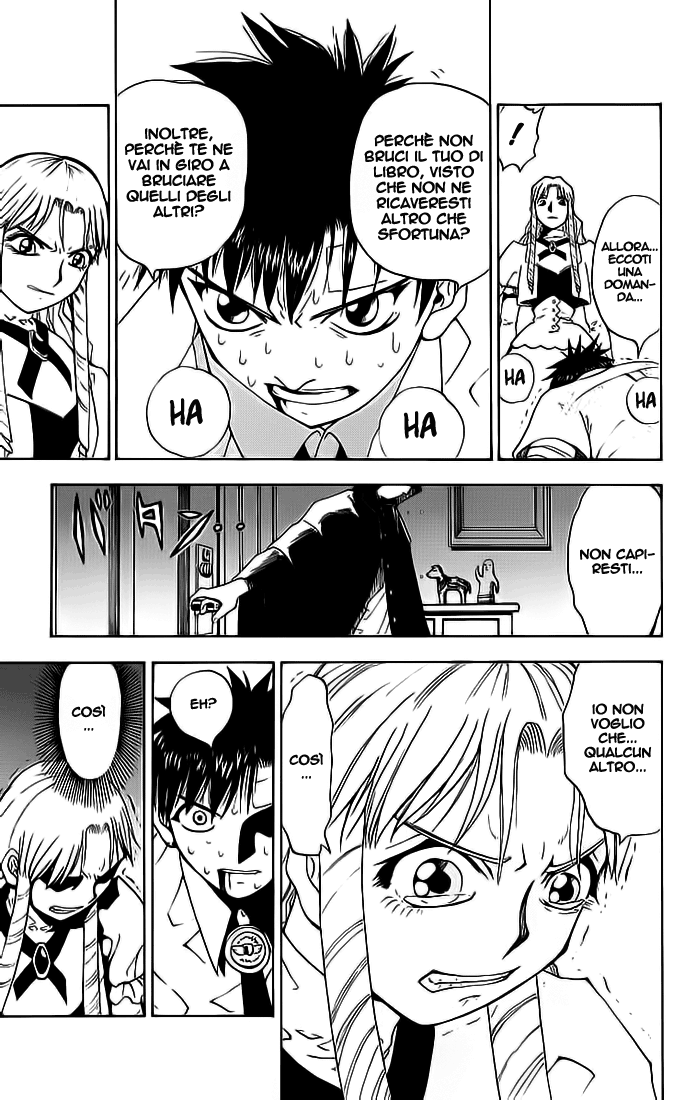 !
ALLORA...
ECCOTI
UNA
DOMAN-
DA...
HA
HA
PERCHÈ NON
BRUCI IL TUO DI
LIBRO, VISTO
CHE NON NE
RICAVERESTI
ALTRO CHE
SFORTUNA?
INOLTRE,
PERCHÈ TE NE
VAI IN GIRO A
BRUCIARE
QUELLI DEGLI
ALTRI?
HA
HA
NON CAPI-
RESTI...
IO NON
VOGLIO
CHE...
QUALCUN
ALTRO...
COSÌ
...
EH?
COSÌ
...